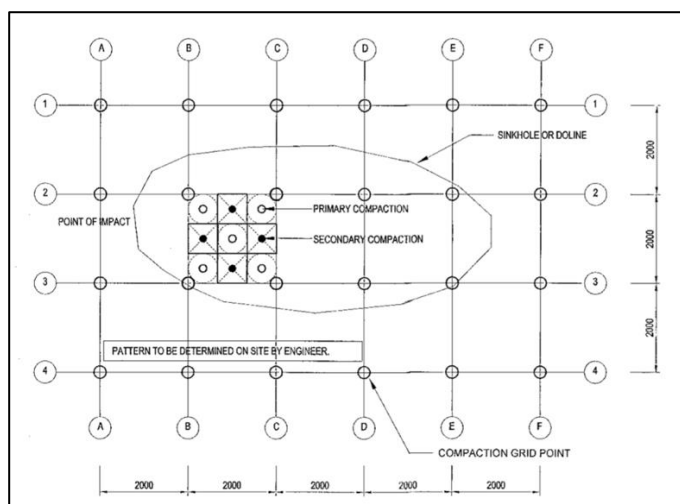 A B C D E F
1 1
2000
SINKHOLE OR DOLINE
2 2
PRIMARY COMPACTION
POINT OF IMPACT
2000
SECONDARY COMPACTION
3 3
2000
PATTERN TO BE DETERMINED ON SITE BY ENGINEER.
4 4
A B C D E F
COMPACTION GRID POINT
2000 2000 2000 2000 2000